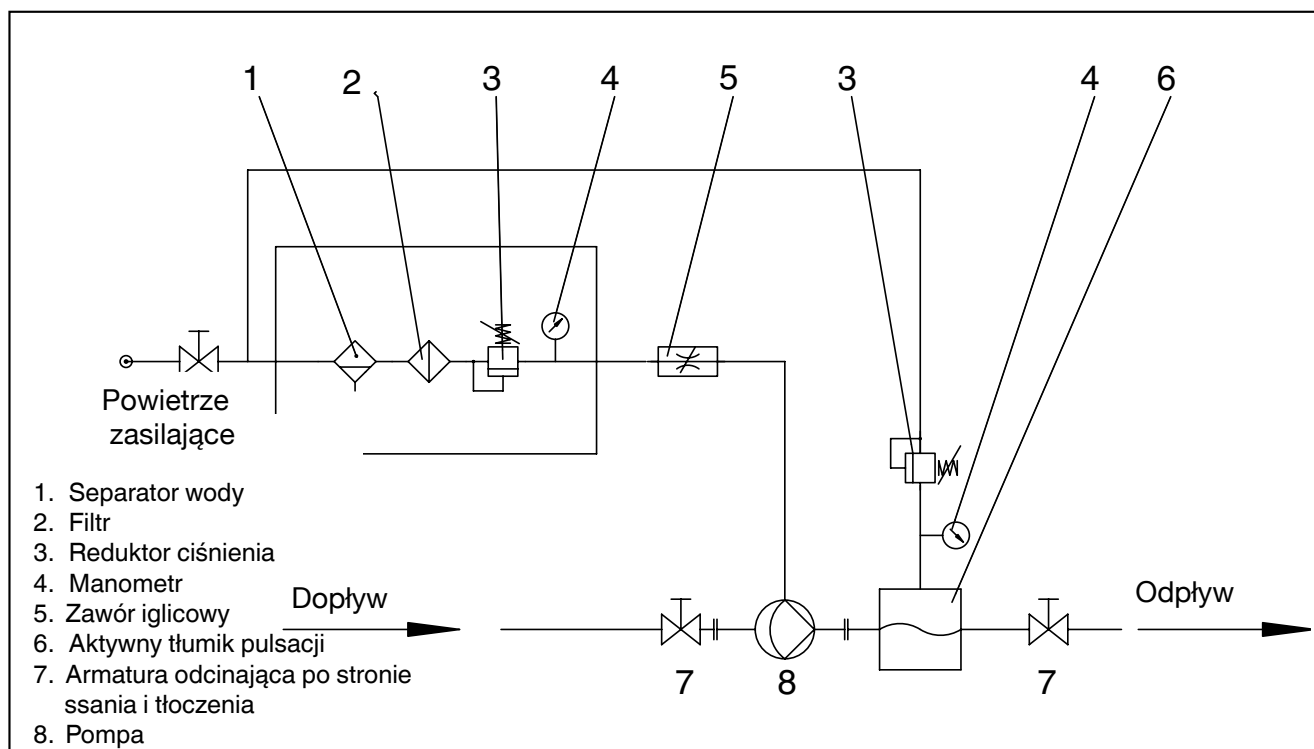 1 2 3 4 5 3 4 6
Powietrze
zasilające
1. Separator wody
2. Filtr
3. Reduktor ciśnienia
4. Manometr
5. Zawór iglicowy
6. Aktywny tłumik pulsacji
7. Armatura odcinająca po stronie
ssania i tłoczenia
8. Pompa
Dopływ
Odpływ
7 8 7